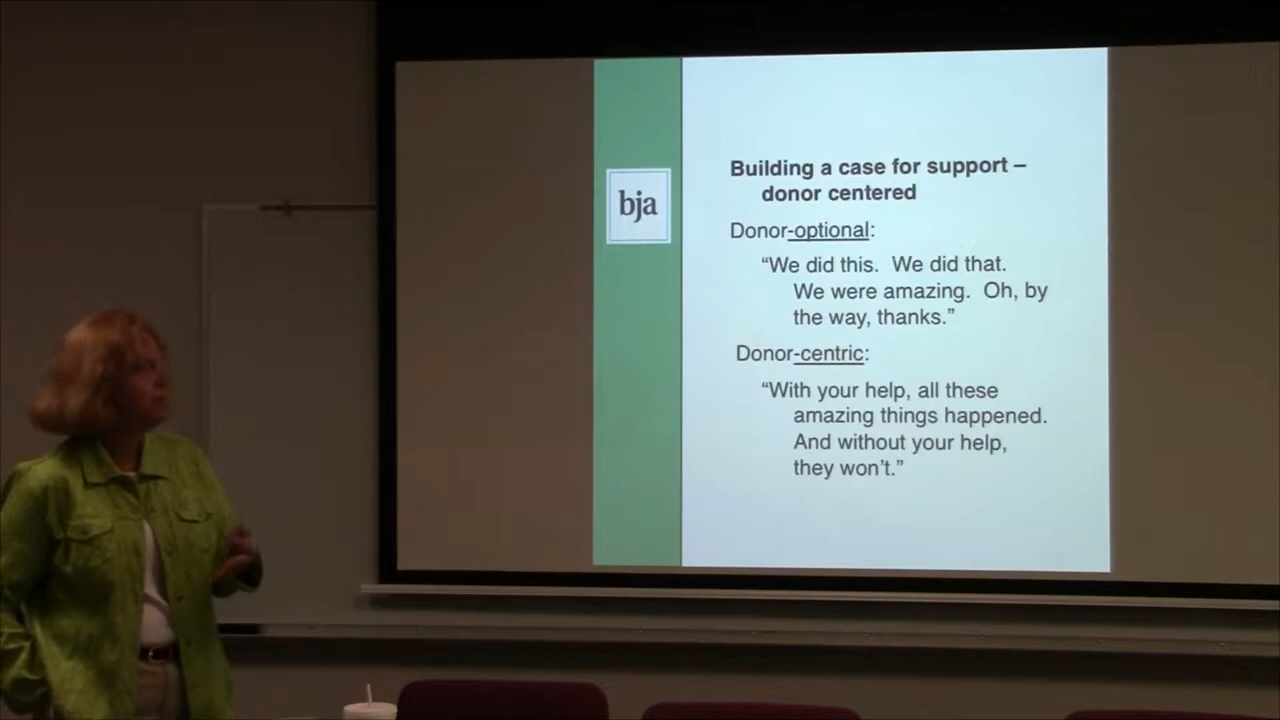 bja
Building a case for support –
donor centered
Donor-optional:
“We did this.  We did that.
We were amazing.  Oh, by
the way, thanks.”
Donor-centric:
“With your help, all these
amazing things happened.
And without your help,
they won’t.”